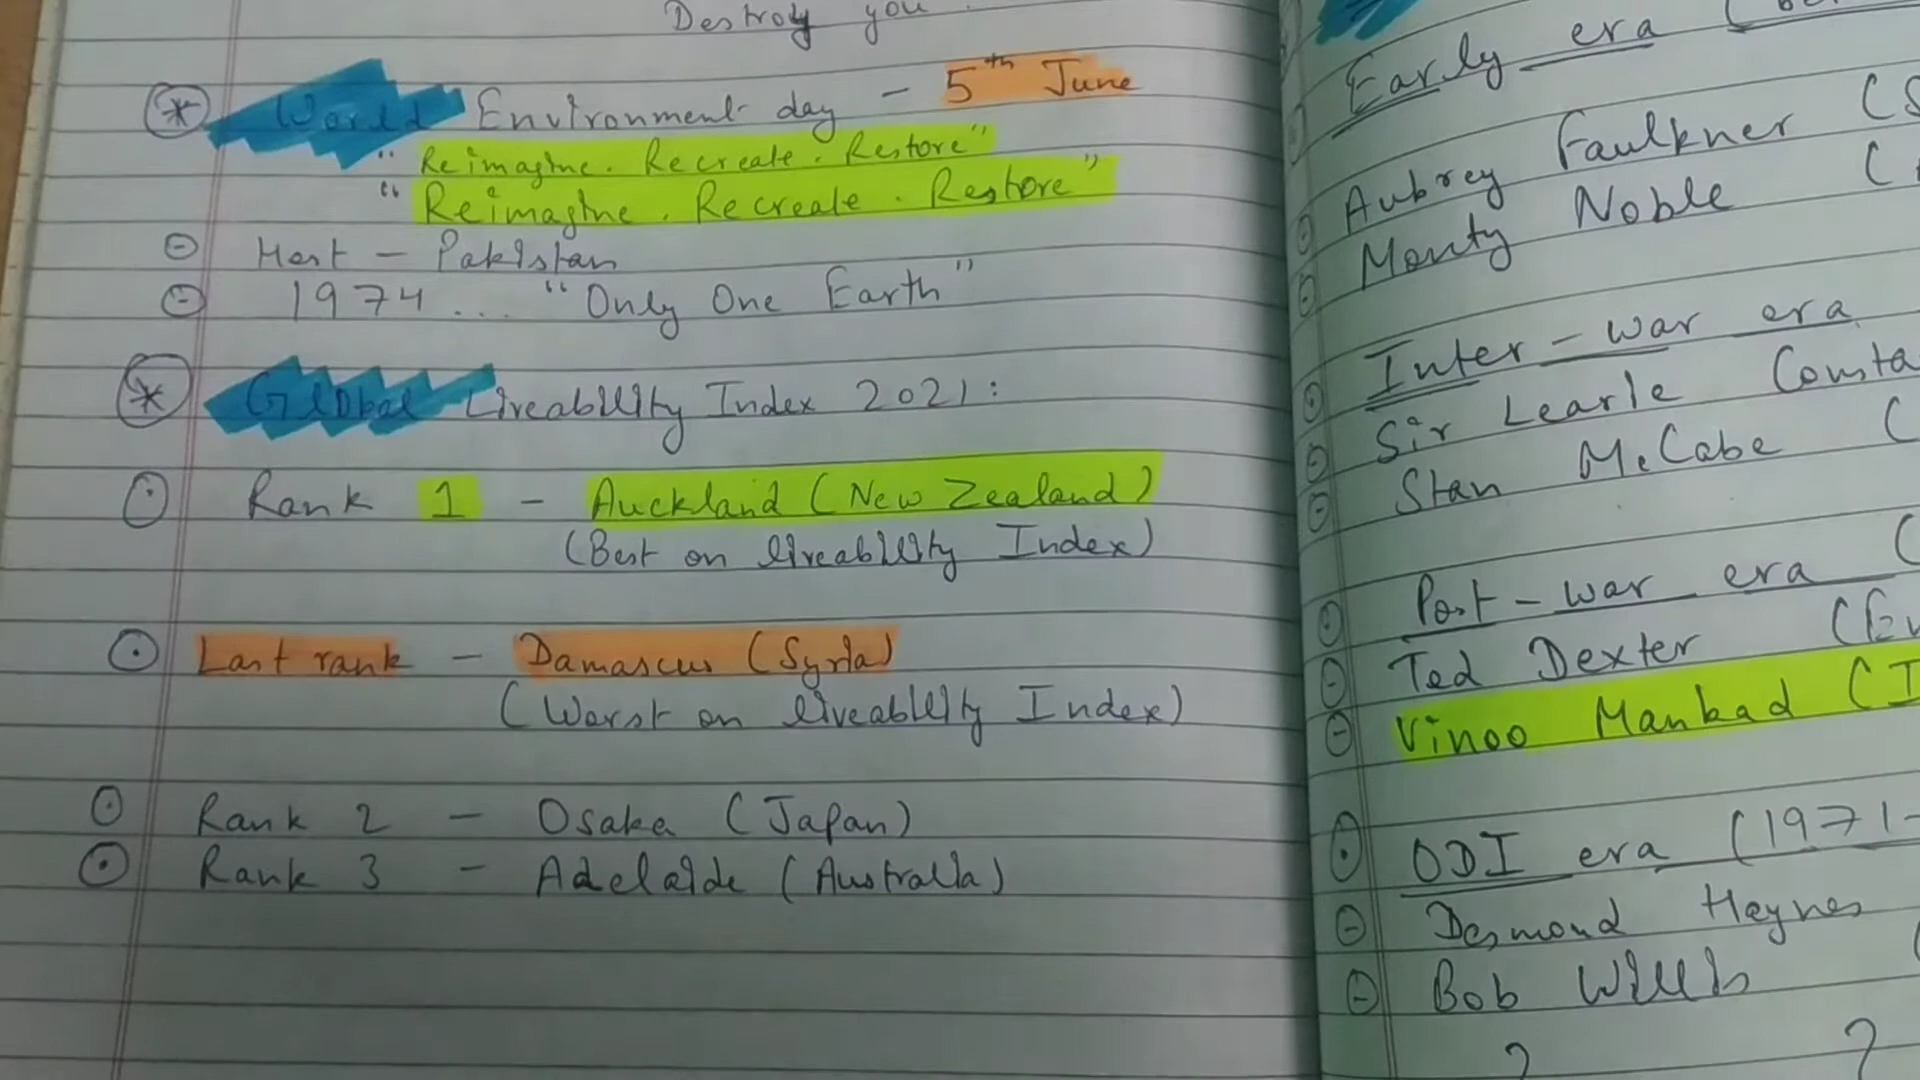 Destroy you.
World Environment day - 5th June
"Reimagine. Recreate. Restore"
"Reimagine. Recreate. Restore"
Host - Pakistan
1974... "Only One Earth"
Global Liveability Index 2021:
Rank 1 - Auckland (New Zealand)
(Best on liveability Index)
Last rank - Damascus (Syria)
(Worst on liveability Index)
Rank 2 - Osaka (Japan)
Rank 3 - Adelaide (Australia)
Early era (
Aubrey Faulkner (S
Monty Noble (
Inter-war era
Sir Learie Consta
Stan McCabe (
Post-war era (
Ted Dexter (En
Vinoo Mankad (I
ODI era (1971-
Desmond Haynes
Bob Willis (